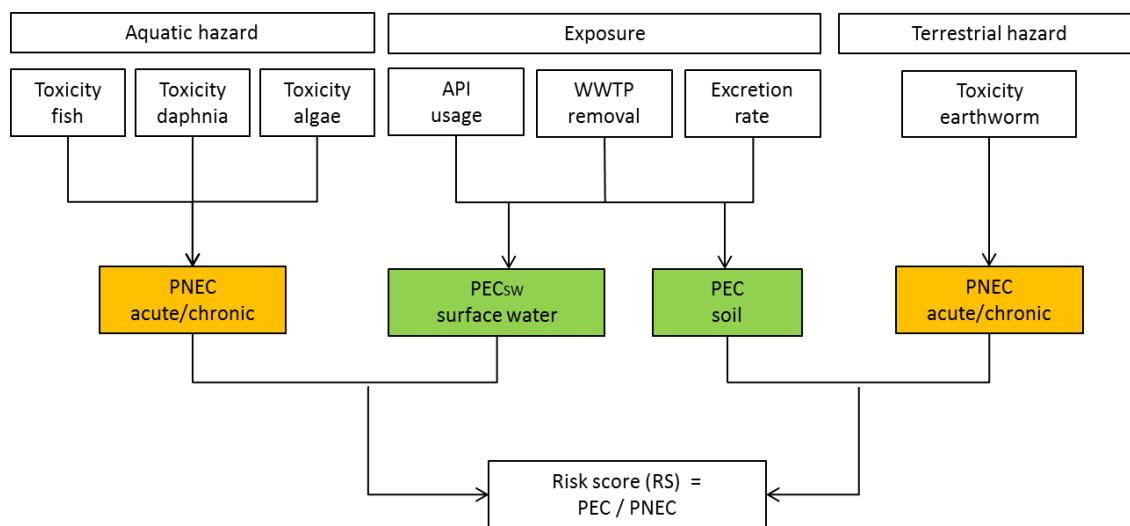 Aquatic hazard
Exposure
Terrestrial hazard
Toxicity
fish
Toxicity
daphnia
Toxicity
algae
API
usage
WWTP
removal
Excretion
rate
Toxicity
earthworm
PNEC
acute/chronic
PECsw
surface water
PEC
soil
PNEC
acute/chronic
Risk score (RS) =
PEC / PNEC